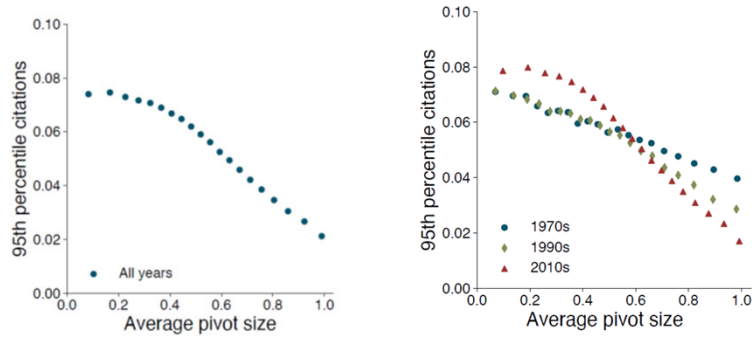 0.10
0.08
0.06
0.04
0.02
0.00
95th percentile citations
All years
0.0 0.2 0.4 0.6 0.8 1.0
Average pivot size
0.10
0.08
0.06
0.04
0.02
0.00
95th percentile citations
1970s
1990s
2010s
0.0 0.2 0.4 0.6 0.8 1.0
Average pivot size